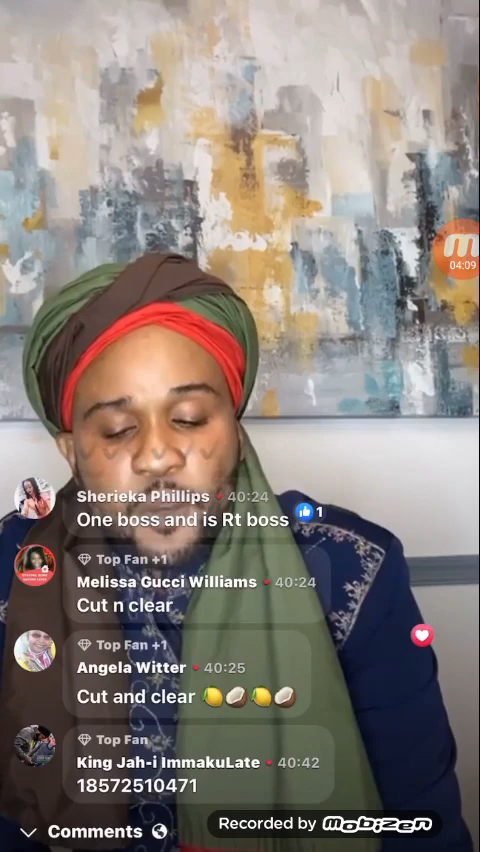 04:09
Sherieka Phillips • 40:24
One boss and is Rt boss 1
Top Fan +1
Melissa Gucci Williams • 40:24
Cut n clear
Top Fan +1
Angela Witter • 40:25
Cut and clear 🍋🥥🍋🥥
Top Fan
King Jah-i ImmakuLate • 40:42
18572510471
Comments
Recorded by mobizen